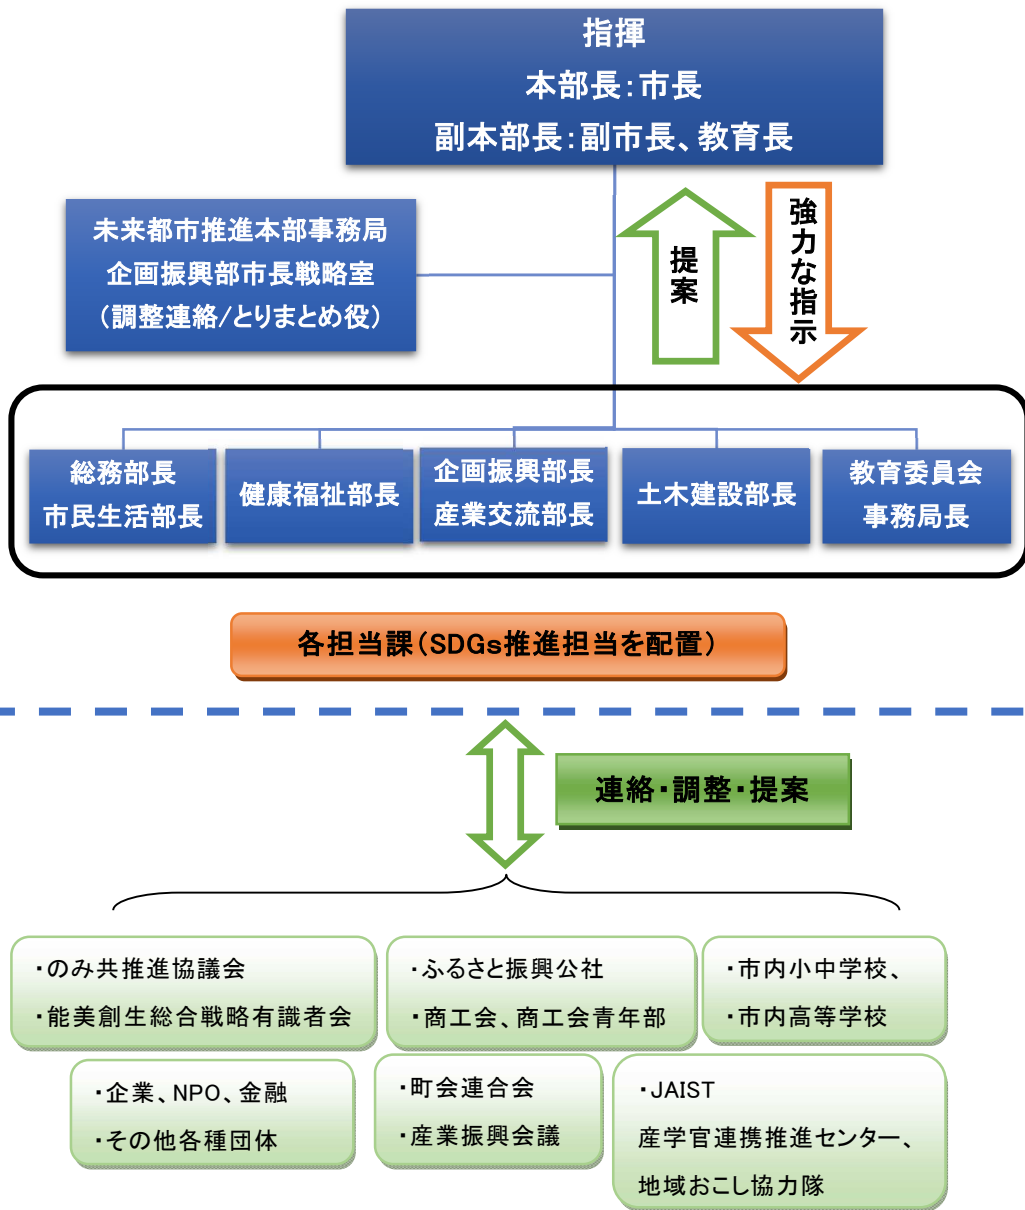 指揮
本部長：市長
副本部長：副市長、教育長
未来都市推進本部事務局
企画振興部市長戦略室
（調整連絡/とりまとめ役）
提案
強力な指示
総務部長
市民生活部長
健康福祉部長
企画振興部長
産業交流部長
土木建設部長
教育委員会
事務局長
各担当課（SDGs推進担当を配置）
連絡・調整・提案
・のみ共推進協議会
・能美創生総合戦略有識者会
・ふるさと振興公社
・商工会、商工会青年部
・市内小中学校、
・市内高等学校
・企業、NPO、金融
・その他各種団体
・町会連合会
・産業振興会議
・JAIST
産学官連携推進センター、
地域おこし協力隊